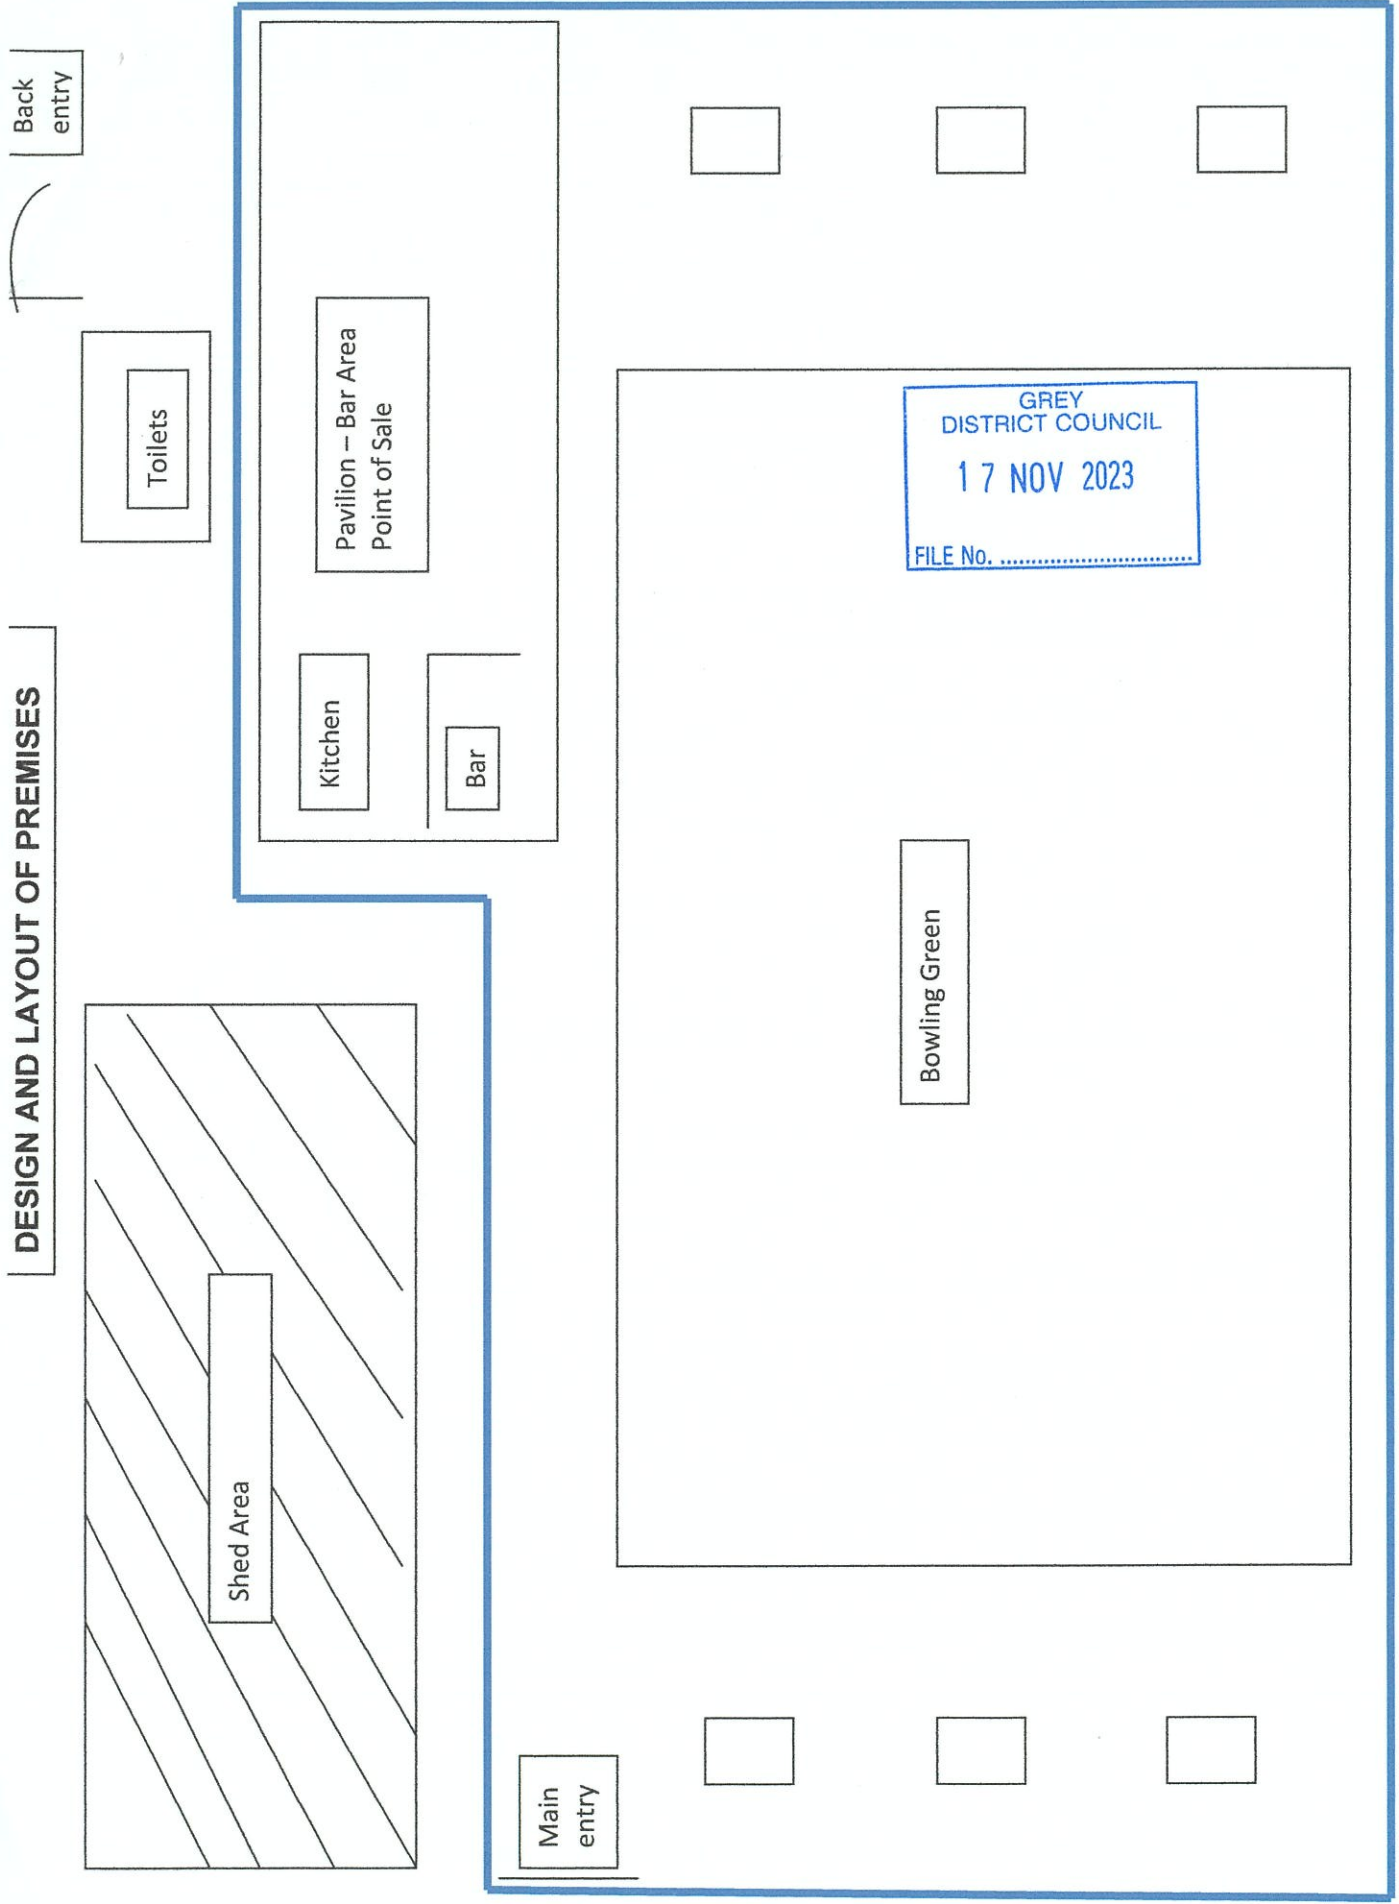 DESIGN AND LAYOUT OF PREMISES
Back
entry
Toilets
Shed Area
Kitchen
Pavilion – Bar Area
Point of Sale
Bar
Main
entry
Bowling Green
GREY
DISTRICT COUNCIL
17 NOV 2023
FILE No. ................................